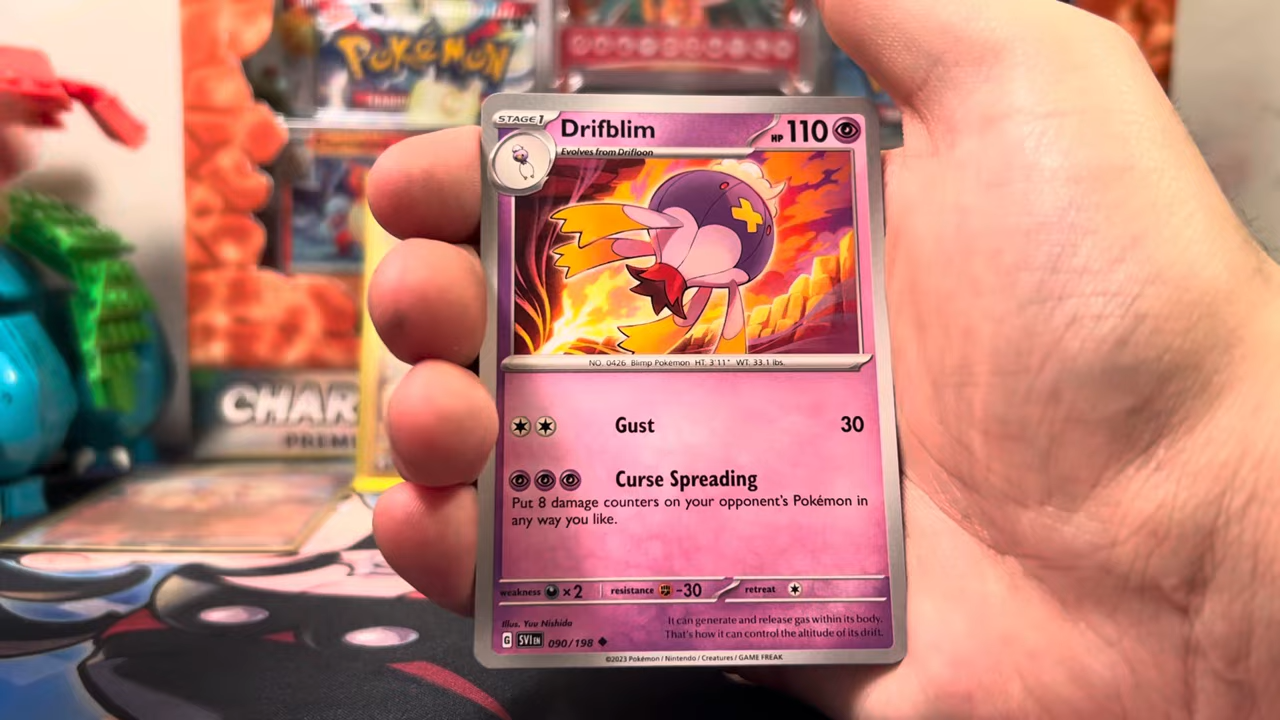 POKÉMON
STAGE 1
Drifblim
HP 110
Evolves from Drifloon
NO. 0426 Blimp Pokémon HT: 3'11" WT: 33.1 lbs.
Gust 30
Curse Spreading
Put 8 damage counters on your opponent's Pokémon in
any way you like.
weakness ×2 resistance -30 retreat
Illus. Yuu Nishida
It can generate and release gas within its body.
That's how it can control the altitude of its drift.
G SVI EN 090/198
©2023 Pokémon / Nintendo / Creatures / GAME FREAK
CHAR
PREMI